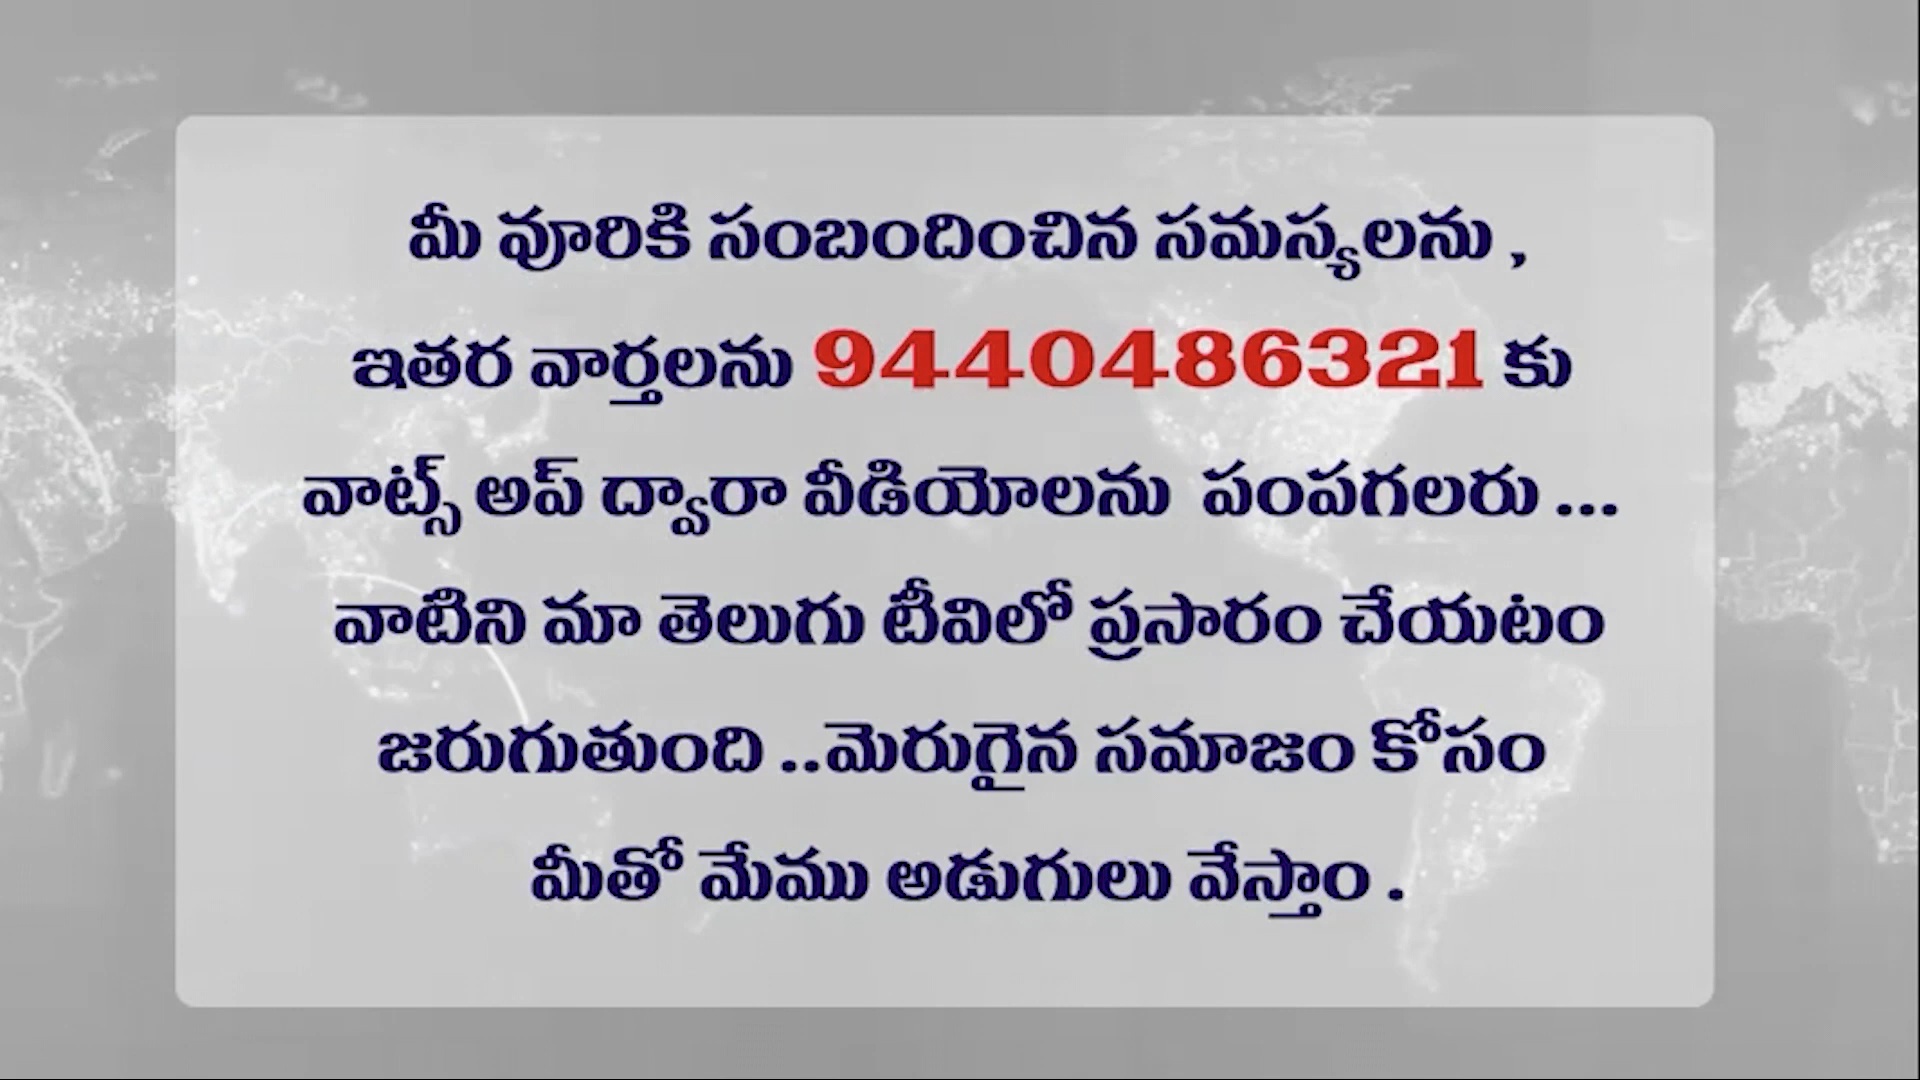 మీ వూరికి సంబందించిన సమస్యలను ,
ఇతర వార్తలను 9440486321 కు
వాట్స్ అప్ ద్వారా వీడియోలను పంపగలరు ...
వాటిని మా తెలుగు టీవిలో ప్రసారం చేయటం
జరుగుతుంది ..మెరుగైన సమాజం కోసం
మీతో మేము అడుగులు వేస్తాం .